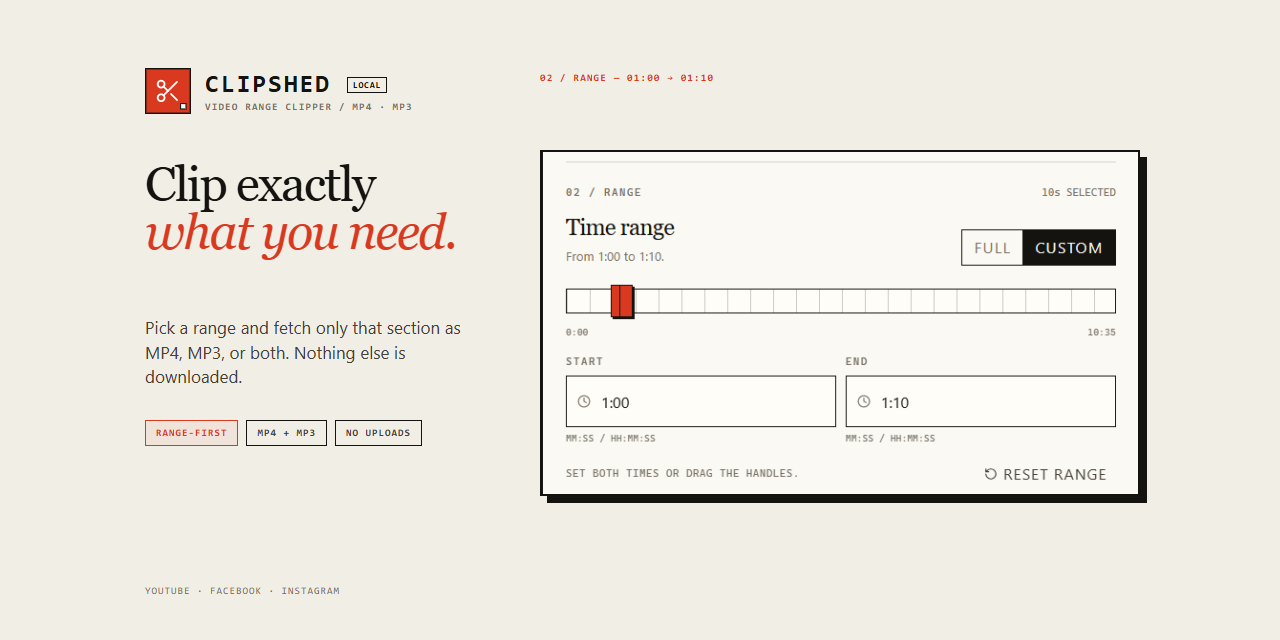 CLIPSHED LOCAL
VIDEO RANGE CLIPPER / MP4 · MP3
Clip exactly
what you need.
Pick a range and fetch only that section as
MP4, MP3, or both. Nothing else is
downloaded.
RANGE-FIRST MP4 + MP3 NO UPLOADS
YOUTUBE · FACEBOOK · INSTAGRAM
02 / RANGE — 01:00 → 01:10
02 / RANGE 10s SELECTED
Time range
From 1:00 to 1:10.
FULL CUSTOM
0:00 10:35
START END
1:00 1:10
MM:SS / HH:MM:SS MM:SS / HH:MM:SS
SET BOTH TIMES OR DRAG THE HANDLES. RESET RANGE